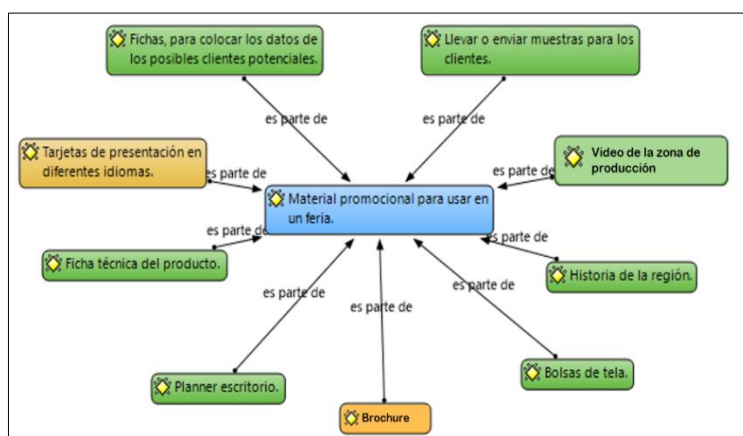 Fichas, para colocar los datos de
los posibles clientes potenciales.
Llevar o enviar muestras para los
clientes.
es parte de
es parte de
Tarjetas de presentación en
diferentes idiomas.
es parte de
Video de la zona de
producción
es parte de
Material promocional para usar en
un feria.
es parte de
es parte de
Ficha técnica del producto.
Historia de la región.
es parte de
es parte de
es parte de
Planner escritorio.
Bolsas de tela.
Brochure